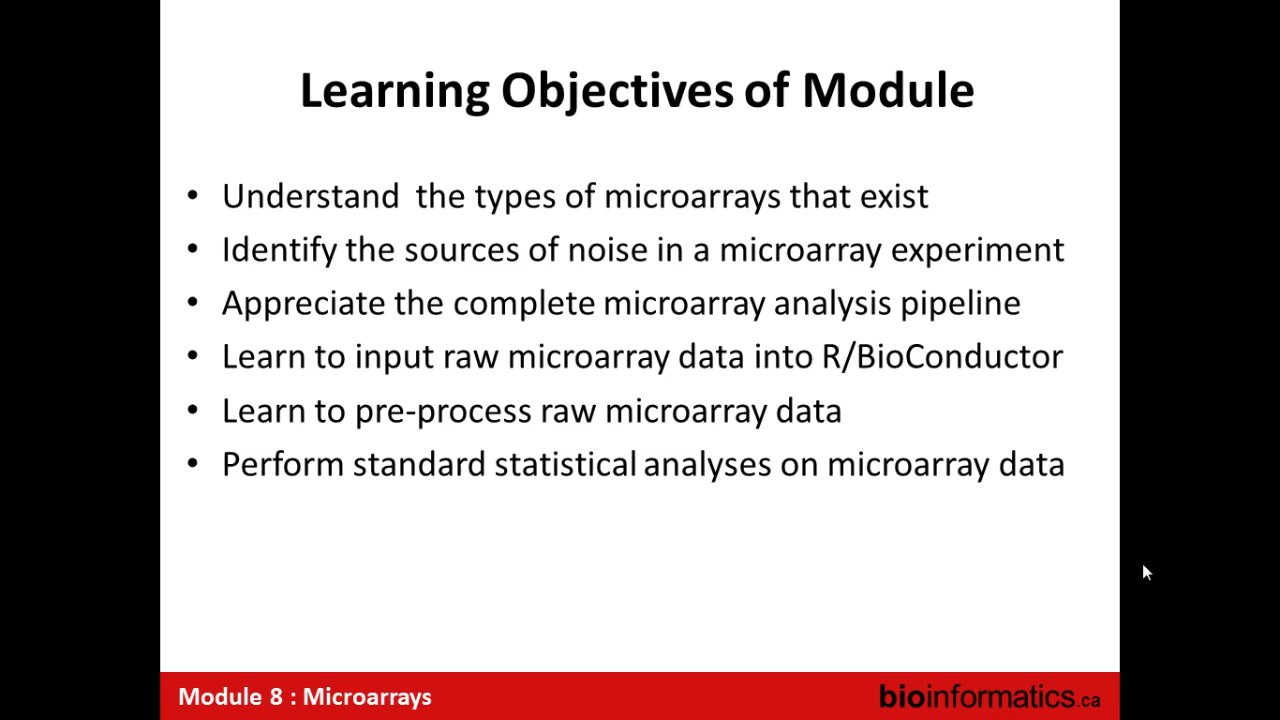 Learning Objectives of Module
• Understand the types of microarrays that exist
• Identify the sources of noise in a microarray experiment
• Appreciate the complete microarray analysis pipeline
• Learn to input raw microarray data into R/BioConductor
• Learn to pre-process raw microarray data
• Perform standard statistical analyses on microarray data
Module 8 : Microarrays
bioinformatics.ca